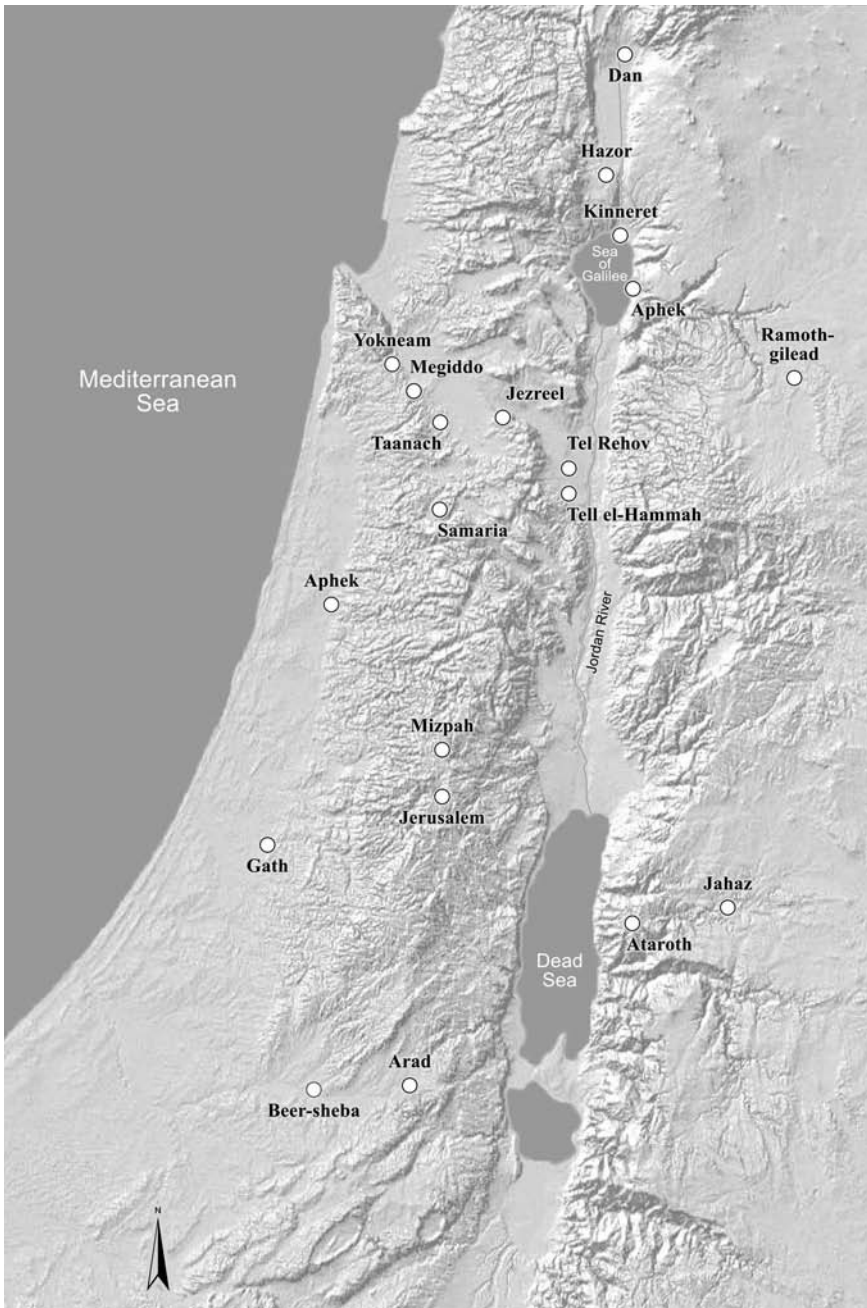 Dan
Hazor
Kinneret
Sea
of
Galilee
Aphek
Ramoth-
gilead
Yokneam
Megiddo
Mediterranean
Sea
Jezreel
Taanach
Tel Rehov
Tell el-Hammah
Samaria
Aphek
Jordan River
Mizpah
Jerusalem
Gath
Jahaz
Ataroth
Dead
Sea
Arad
Beer-sheba
N